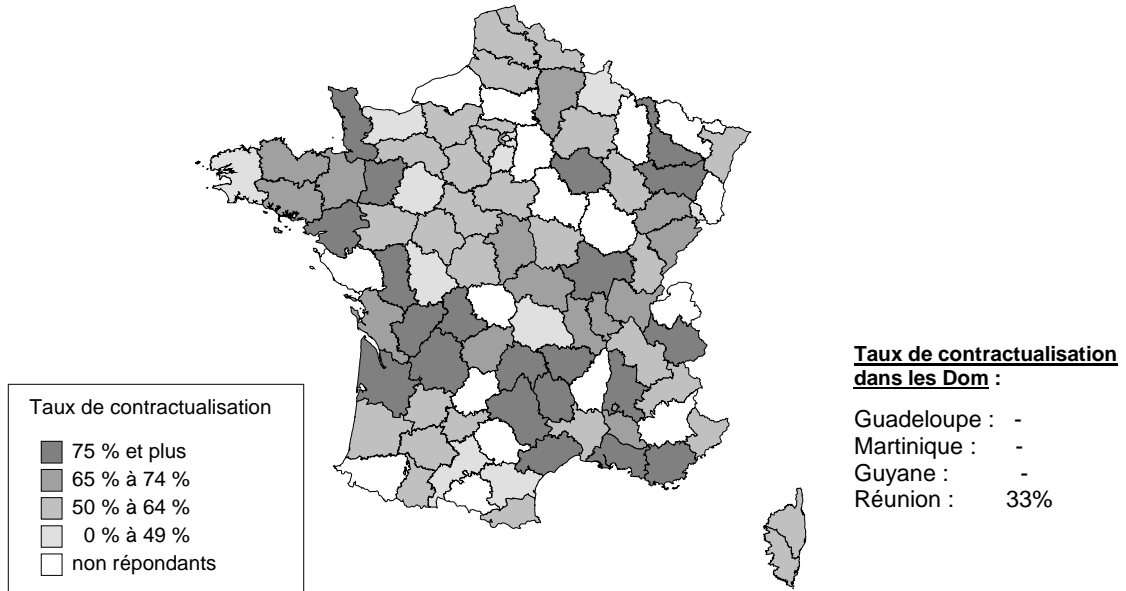 Taux de contractualisation
75 % et plus
65 % à 74 %
50 % à 64 %
0 % à 49 %
non répondants
Taux de contractualisation
dans les Dom :
Guadeloupe : -
Martinique : -
Guyane : -
Réunion : 33%